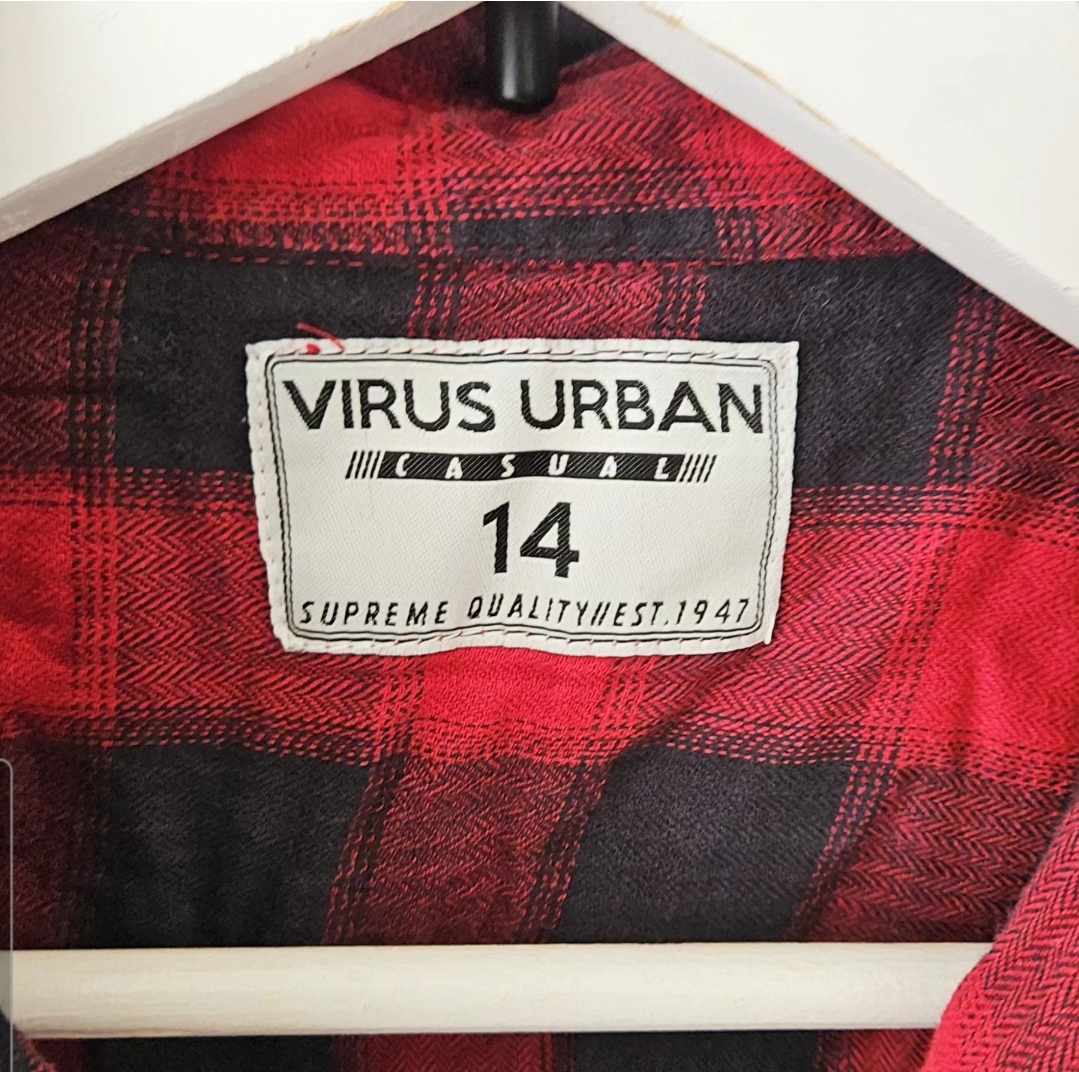 VIRUS URBAN
CASUAL
14
SUPREME QUALITY//EST.1947